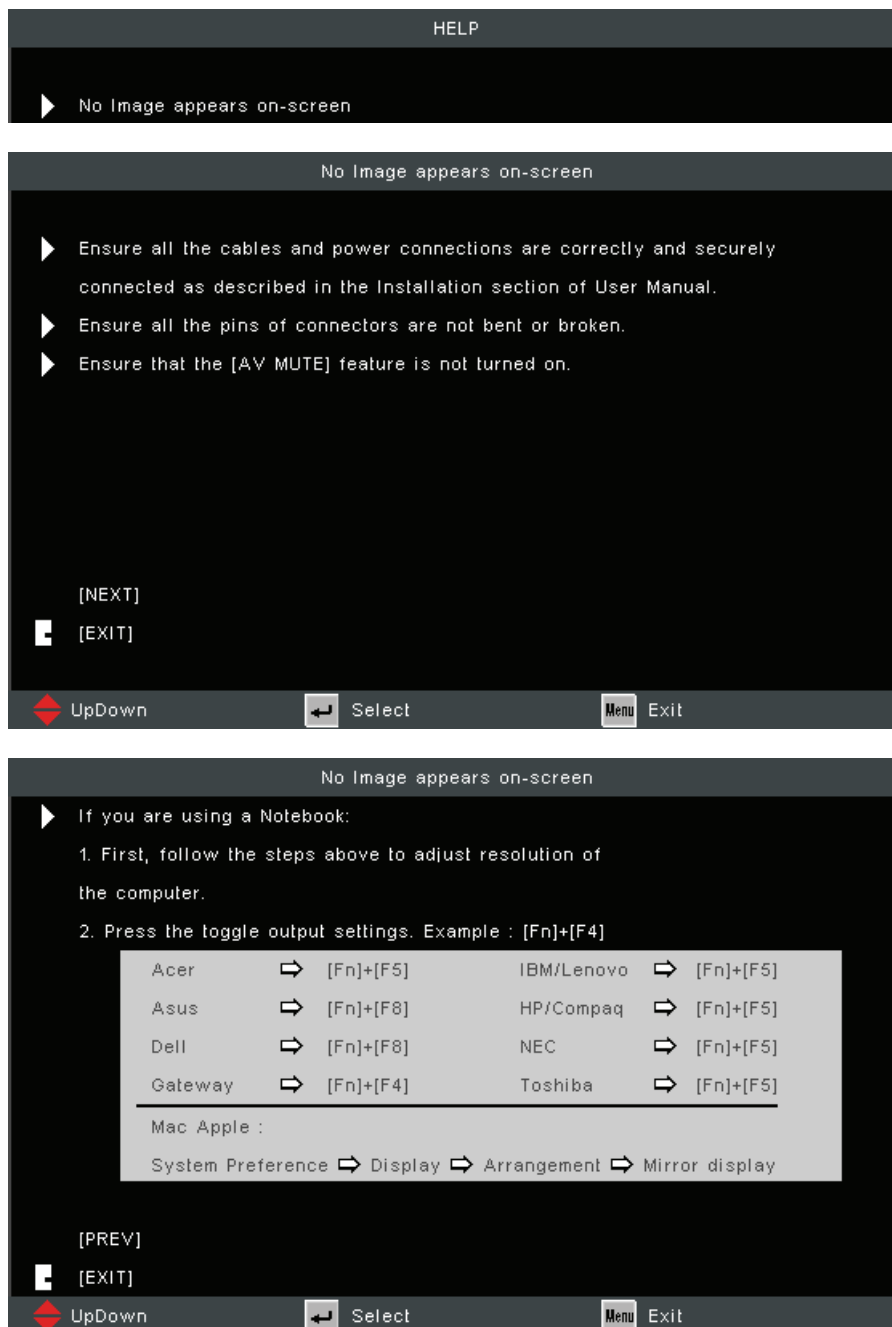 HELP
No Image appears on-screen
No Image appears on-screen
Ensure all the cables and power connections are correctly and securely
connected as described in the Installation section of User Manual.
Ensure all the pins of connectors are not bent or broken.
Ensure that the [AV MUTE] feature is not turned on.
[NEXT]
[EXIT]
UpDown Select Menu Exit
No Image appears on-screen
If you are using a Notebook:
1. First, follow the steps above to adjust resolution of
the computer.
2. Press the toggle output settings. Example : [Fn]+[F4]
Acer ⇨ [Fn]+[F5] IBM/Lenovo ⇨ [Fn]+[F5]
Asus ⇨ [Fn]+[F8] HP/Compaq ⇨ [Fn]+[F5]
Dell ⇨ [Fn]+[F8] NEC ⇨ [Fn]+[F5]
Gateway ⇨ [Fn]+[F4] Toshiba ⇨ [Fn]+[F5]
Mac Apple :
System Preference ⇨ Display ⇨ Arrangement ⇨ Mirror display
[PREV]
[EXIT]
UpDown Select Menu Exit